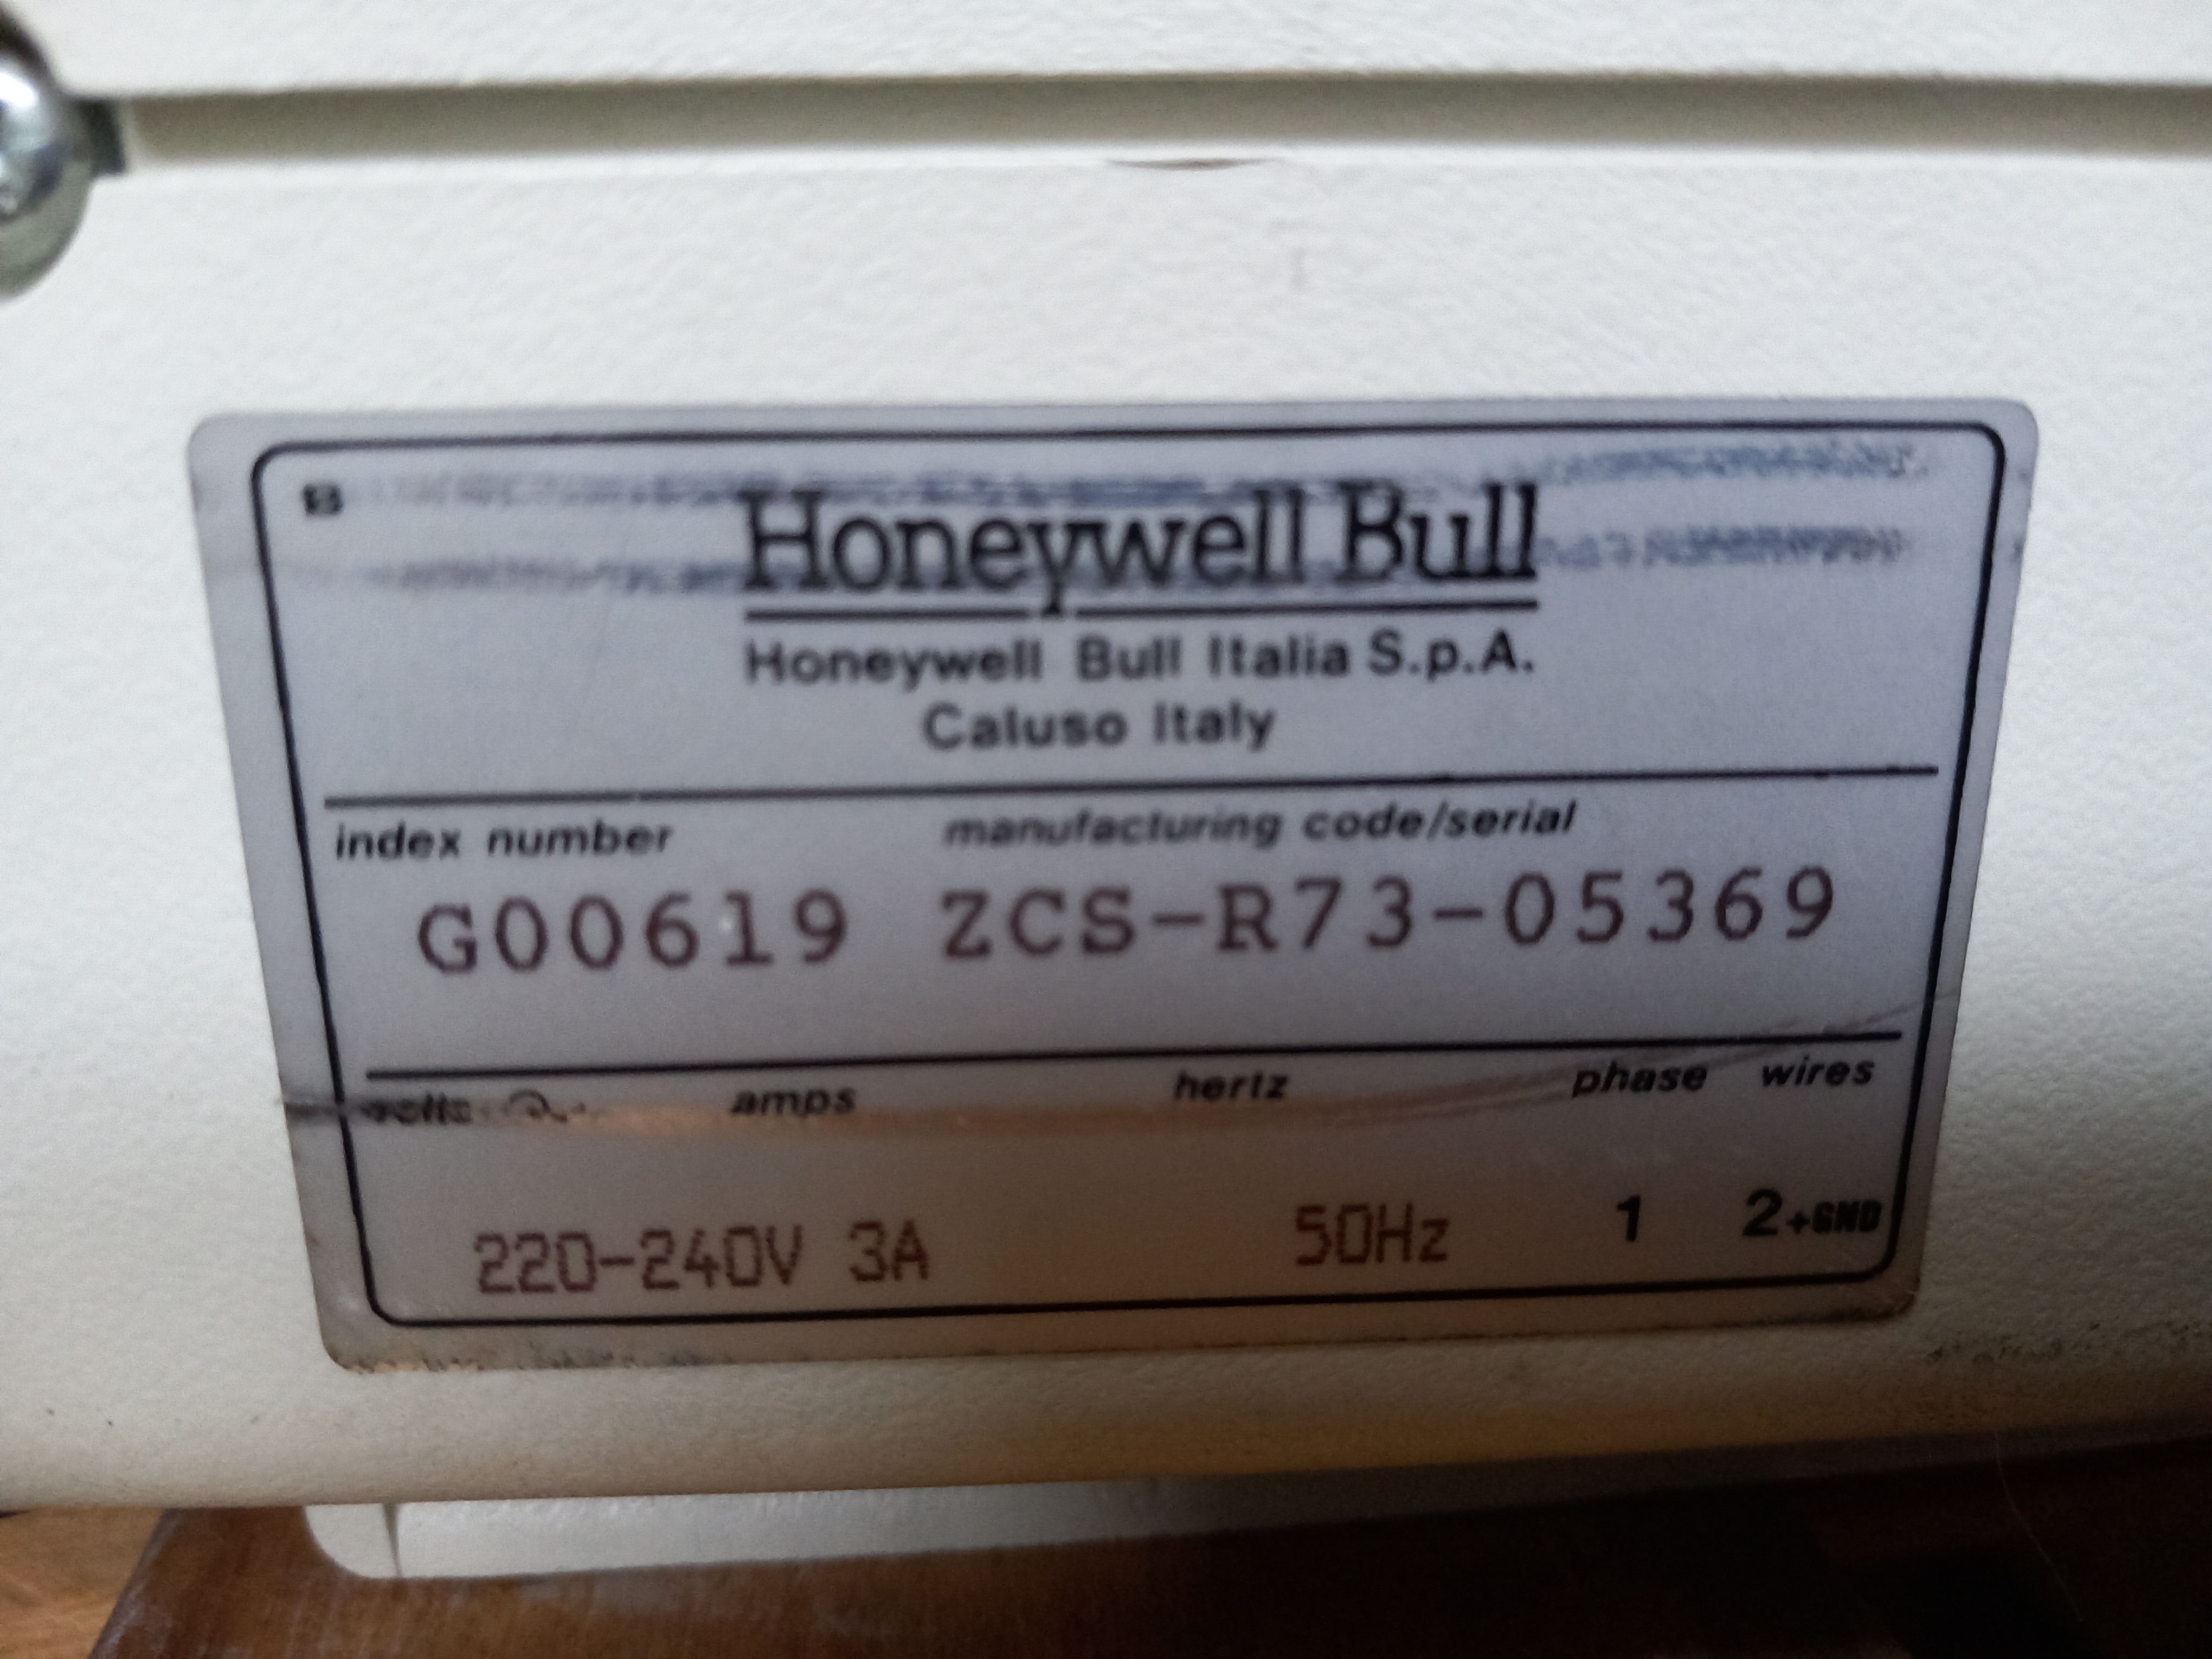 B
Honeywell Bull
Honeywell Bull Italia S.p.A.
Caluso Italy
index number manufacturing code/serial
G00619 ZCS-R73-05369
volts amps hertz phase wires
220-240V 3A 50Hz 1 2+GND